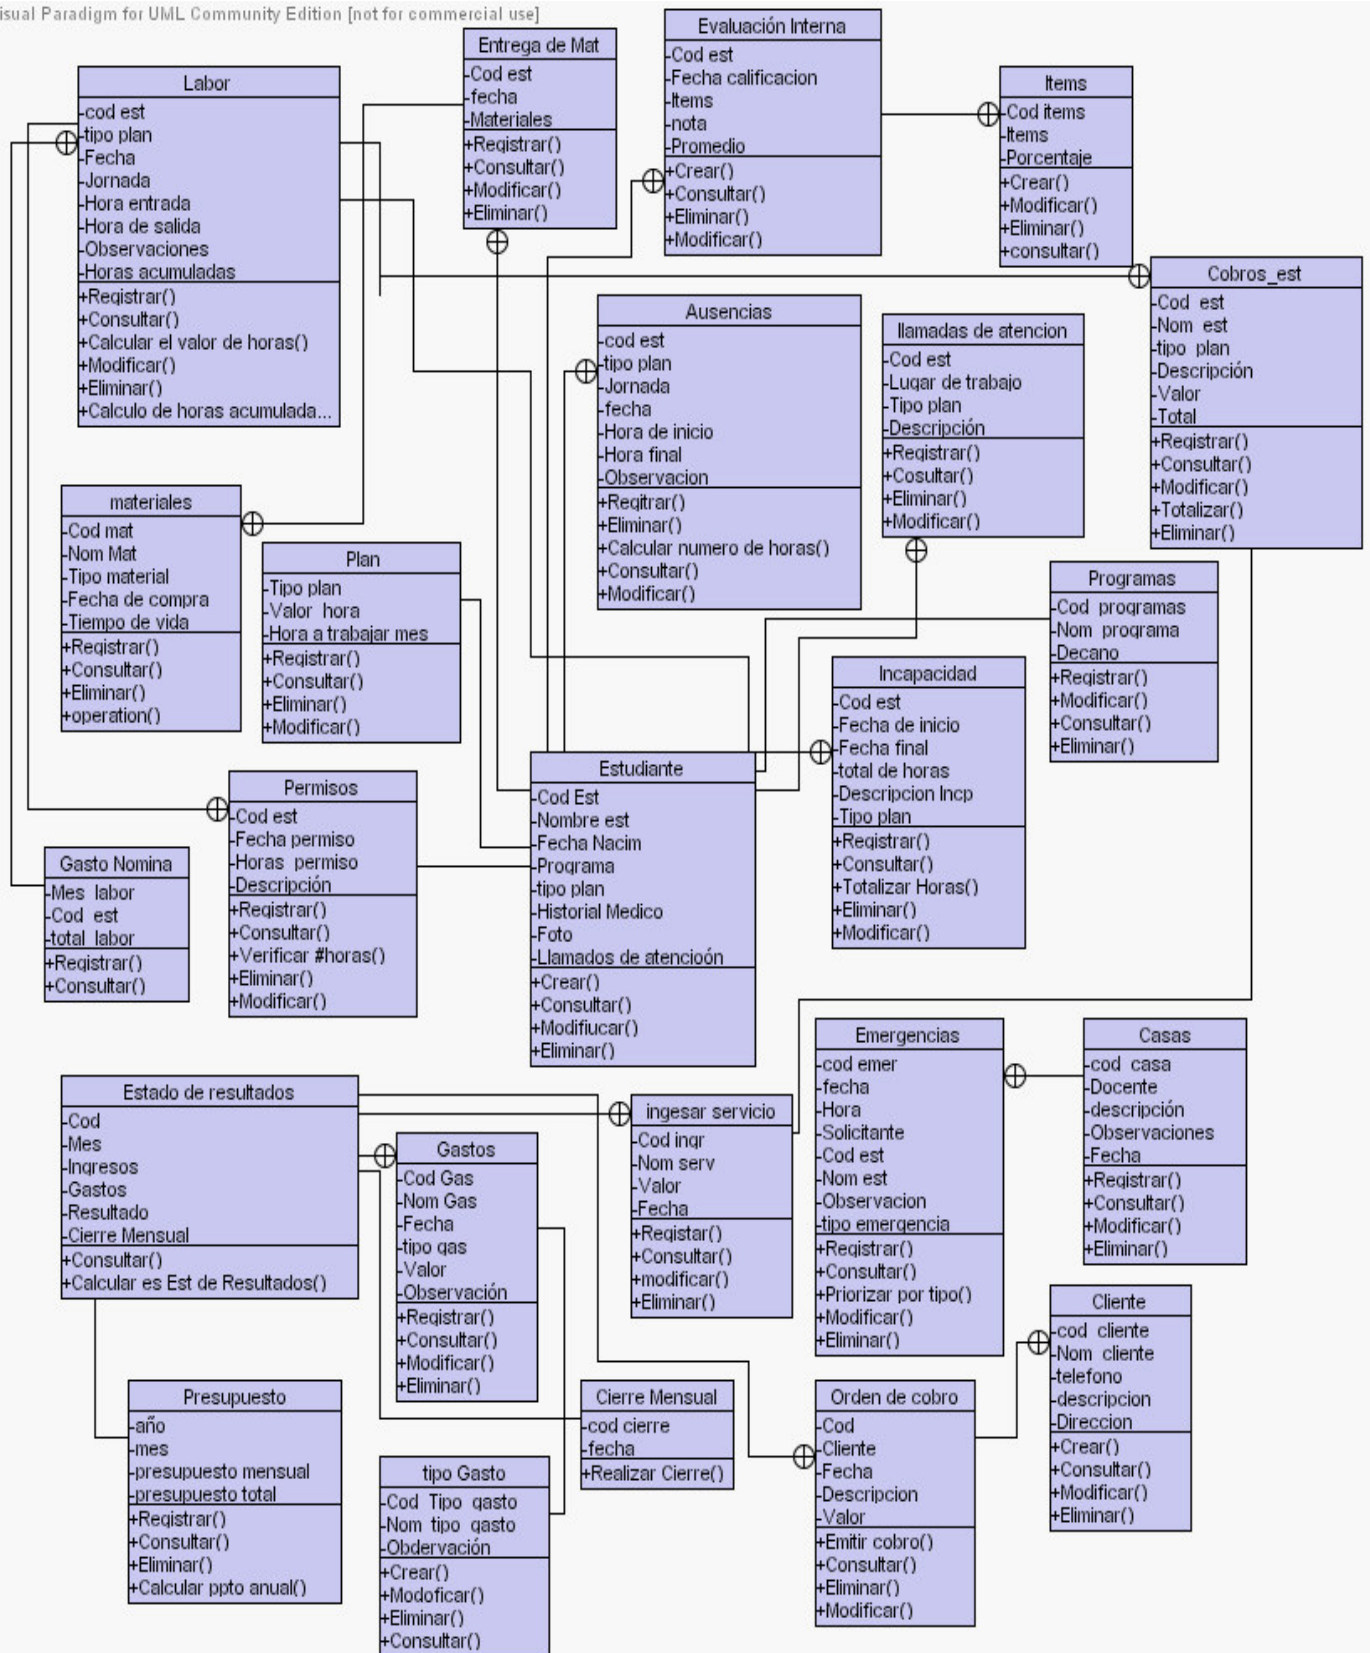 isual Paradigm for UML Community Edition [not for commercial use]
Labor
-cod est
-tipo plan
-Fecha
-Jornada
-Hora entrada
-Hora de salida
-Observaciones
-Horas acumuladas
+Registrar()
+Consultar()
+Calcular el valor de horas()
+Modificar()
+Eliminar()
+Calculo de horas acumulada...
Entrega de Mat
-Cod est
-fecha
-Materiales
+Registrar()
+Consultar()
+Modificar()
+Eliminar()
Evaluación Interna
-Cod est
-Fecha calificacion
-Items
-nota
-Promedio
+Crear()
+Consultar()
+Eliminar()
+Modificar()
Items
-Cod items
-Items
-Porcentaje
+Crear()
+Modificar()
+Eliminar()
+consultar()
Cobros_est
-Cod est
-Nom est
-tipo plan
-Descripción
-Valor
-Total
+Registrar()
+Consultar()
+Modificar()
+Totalizar()
+Eliminar()
Ausencias
-cod est
-tipo plan
-Jornada
-fecha
-Hora de inicio
-Hora final
-Observacion
+Regitrar()
+Eliminar()
+Calcular numero de horas()
+Consultar()
+Modificar()
llamadas de atencion
-Cod est
-Lugar de trabajo
-Tipo plan
-Descripción
+Registrar()
+Cosultar()
+Eliminar()
+Modificar()
materiales
-Cod mat
-Nom Mat
-Tipo material
-Fecha de compra
-Tiempo de vida
+Registrar()
+Consultar()
+Eliminar()
+operation()
Plan
-Tipo plan
-Valor hora
-Hora a trabajar mes
+Registrar()
+Consultar()
+Eliminar()
+Modificar()
Programas
-Cod programas
-Nom programa
-Decano
+Registrar()
+Modificar()
+Consultar()
+Eliminar()
Incapacidad
-Cod est
-Fecha de inicio
-Fecha final
-total de horas
-Descripcion Incp
-Tipo plan
+Registrar()
+Consultar()
+Totalizar Horas()
+Eliminar()
+Modificar()
Estudiante
-Cod Est
-Nombre est
-Fecha Nacim
-Programa
-tipo plan
-Historial Medico
-Foto
-Llamados de atencioón
+Crear()
+Consultar()
+Modifiucar()
+Eliminar()
Permisos
-Cod est
-Fecha permiso
-Horas permiso
-Descripción
+Registrar()
+Consultar()
+Verificar #horas()
+Eliminar()
+Modificar()
Gasto Nomina
-Mes labor
-Cod est
-total labor
+Registrar()
+Consultar()
Emergencias
-cod emer
-fecha
-Hora
-Solicitante
-Cod est
-Nom est
-Observacion
-tipo emergencia
+Registrar()
+Consultar()
+Priorizar por tipo()
+Modificar()
+Eliminar()
Casas
-cod casa
-Docente
-descripción
-Observaciones
-Fecha
+Registrar()
+Consultar()
+Modificar()
+Eliminar()
Estado de resultados
-Cod
-Mes
-Ingresos
-Gastos
-Resultado
-Cierre Mensual
+Consultar()
+Calcular es Est de Resultados()
ingesar servicio
-Cod ingr
-Nom serv
-Valor
-Fecha
+Registar()
+Consultar()
+modificar()
+Eliminar()
Gastos
-Cod Gas
-Nom Gas
-Fecha
-tipo gas
-Valor
-Observación
+Registrar()
+Consultar()
+Modificar()
+Eliminar()
Cliente
-cod cliente
-Nom cliente
-telefono
-descripcion
-Direccion
+Crear()
+Consultar()
+Modificar()
+Eliminar()
Presupuesto
-año
-mes
-presupuesto mensual
-presupuesto total
+Registrar()
+Consultar()
+Eliminar()
+Calcular ppto anual()
Cierre Mensual
-cod cierre
-fecha
+Realizar Cierre()
Orden de cobro
-Cod
-Cliente
-Fecha
-Descripcion
-Valor
+Emitir cobro()
+Consultar()
+Eliminar()
+Modificar()
tipo Gasto
-Cod Tipo gasto
-Nom tipo gasto
-Obdervación
+Crear()
+Modoficar()
+Eliminar()
+Consultar()